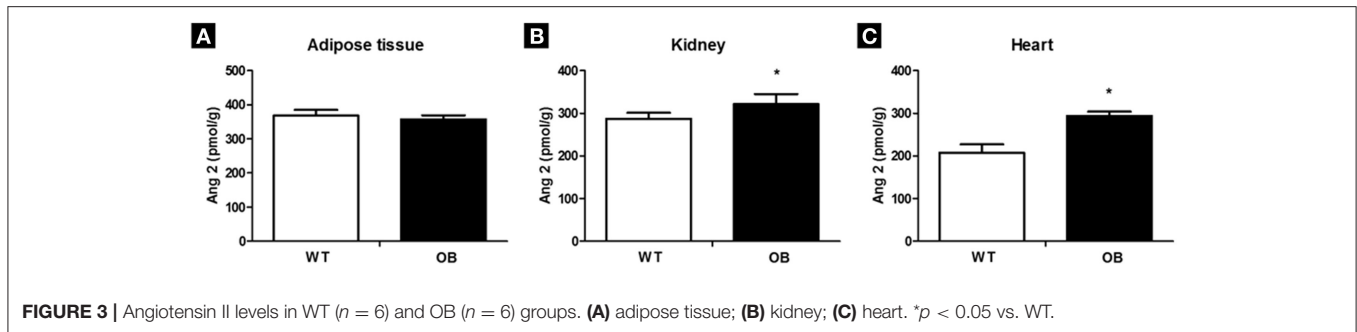 A
Adipose tissue
Ang 2 (pmol/g)
500
400
300
200
100
0
WT
OB
B
Kidney
Ang 2 (pmol/g)
400
300
200
100
0
*
WT
OB
C
Heart
Ang 2 (pmol/g)
400
300
200
100
0
*
WT
OB
FIGURE 3 | Angiotensin II levels in WT (n = 6) and OB (n = 6) groups. (A) adipose tissue; (B) kidney; (C) heart. *p < 0.05 vs. WT.